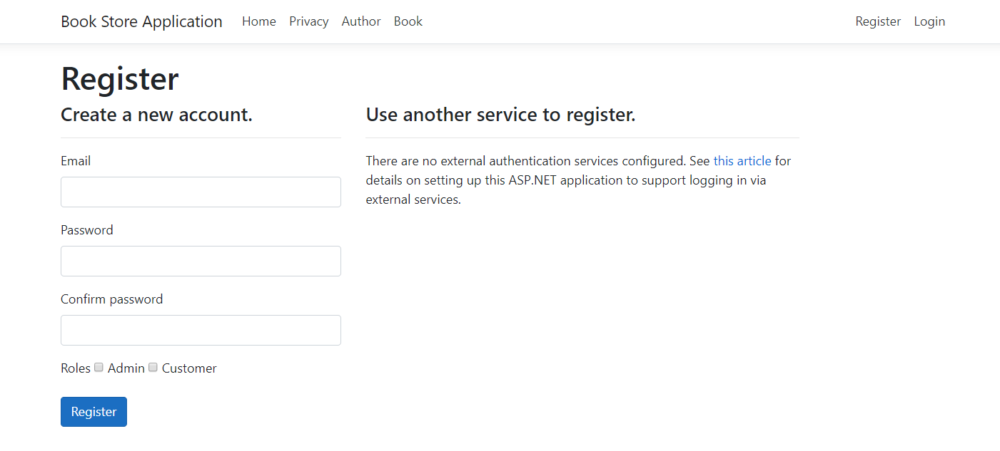 Book Store Application Home Privacy Author Book Register Login
Register
Create a new account.
Email
Password
Confirm password
Roles Admin Customer
Register
Use another service to register.
There are no external authentication services configured. See this article for
details on setting up this ASP.NET application to support logging in via
external services.